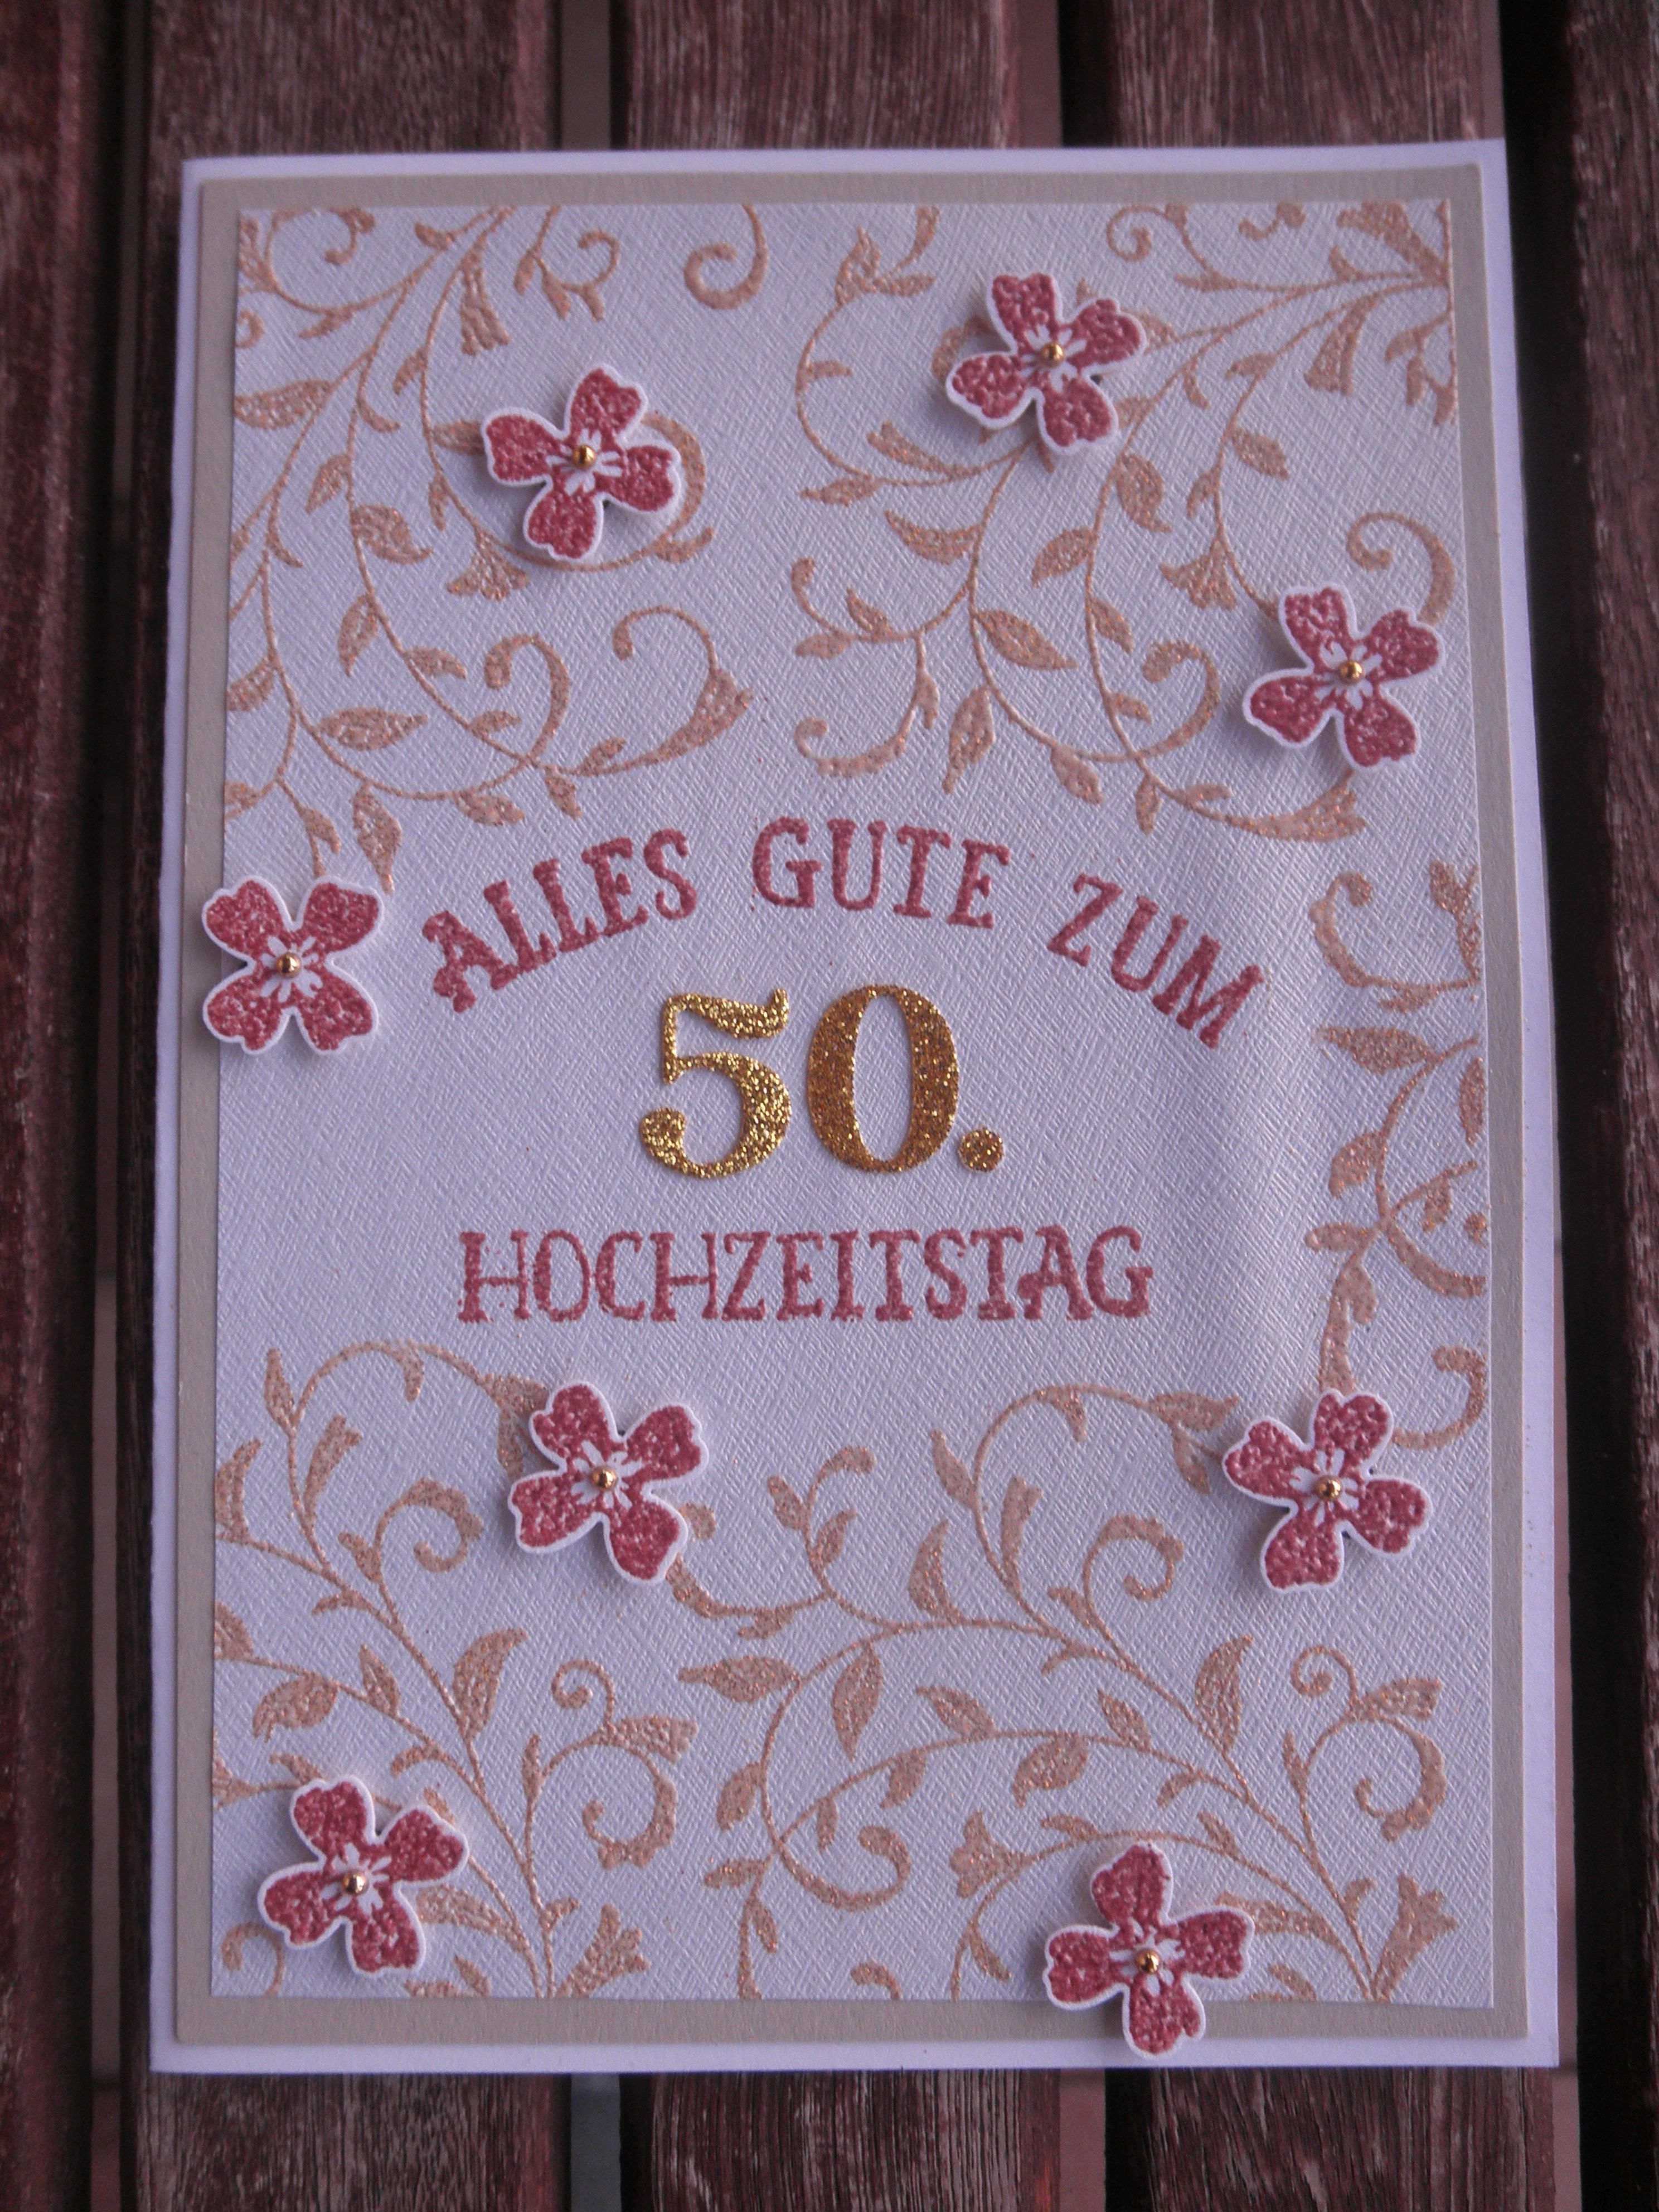 ALLES GUTE ZUM
50.
HOCHZEITSTAG